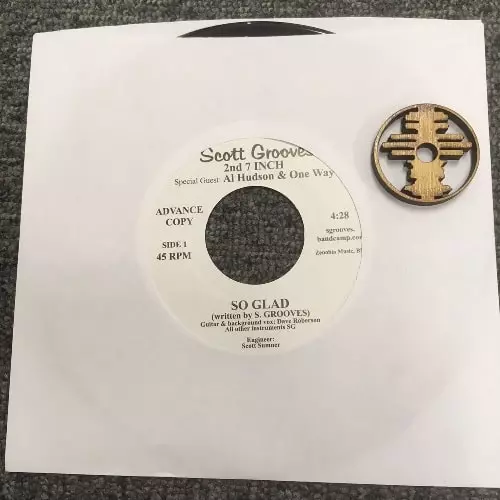 Scott Grooves
2nd 7 INCH
Special Guest: Al Hudson & One Way
ADVANCE
COPY
4:28
SIDE 1
45 RPM
sgrooves.
bandcamp.com
Zenobia Music, B
SO GLAD
(written by S. GROOVES)
Guitar & background vox: Dave Roberson
All other instruments SG
Engineer:
Scott Sumner